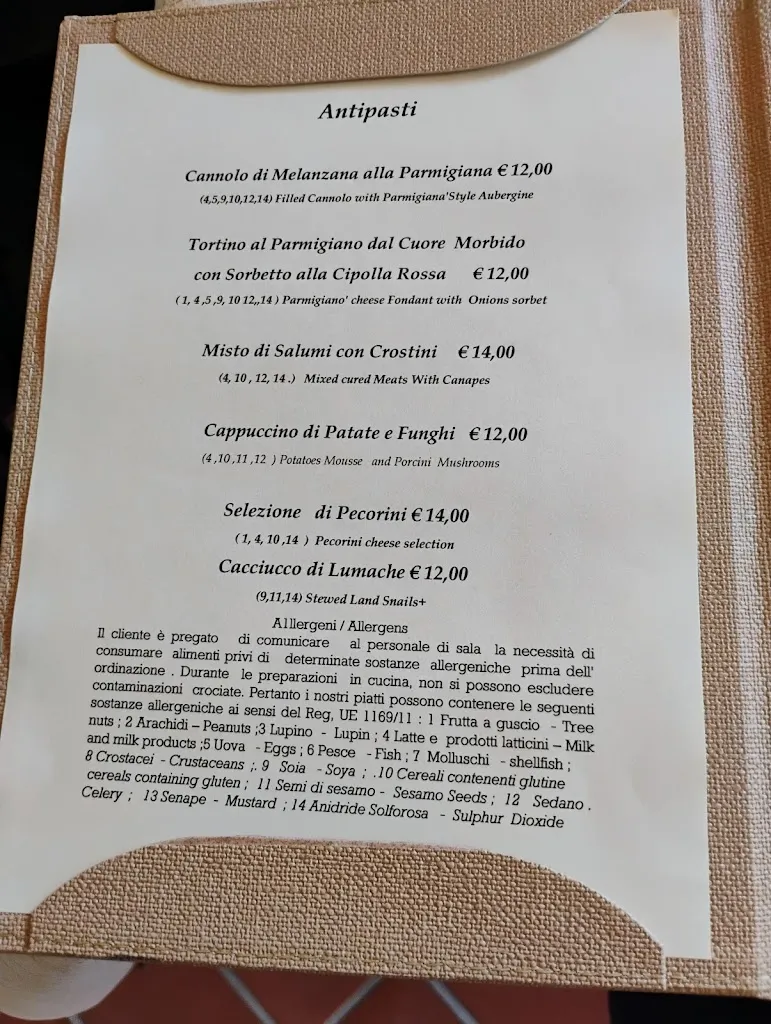 Antipasti
Cannolo di Melanzana alla Parmigiana € 12,00
(4,5,9,10,12,14) Filled Cannolo with Parmigiana'Style Aubergine
Tortino al Parmigiano dal Cuore Morbido
con Sorbetto alla Cipolla Rossa € 12,00
( 1, 4 ,5 ,9, 10 12,,14 ) Parmigiano' cheese Fondant with Onions sorbet
Misto di Salumi con Crostini € 14,00
(4, 10 , 12, 14 .) Mixed cured Meats With Canapes
Cappuccino di Patate e Funghi € 12,00
(4 ,10 ,11 ,12 ) Potatoes Mousse and Porcini Mushrooms
Selezione di Pecorini € 14,00
( 1, 4, 10 ,14 ) Pecorini cheese selection
Cacciucco di Lumache € 12,00
(9,11,14) Stewed Land Snails+
Alllergeni / Allergens
Il cliente è pregato di comunicare al personale di sala la necessità di
consumare alimenti privi di determinate sostanze allergeniche prima dell'
ordinazione . Durante le preparazioni in cucina, non si possono escludere
contaminazioni crociate. Pertanto i nostri piatti possono contenere le seguenti
sostanze allergeniche ai sensi del Reg, UE 1169/11 : 1 Frutta a guscio - Tree
nuts ; 2 Arachidi – Peanuts ;3 Lupino - Lupin ; 4 Latte e prodotti latticini – Milk
and milk products ;5 Uova - Eggs ; 6 Pesce - Fish ; 7 Molluschi - shellfish ;
8 Crostacei - Crustaceans ;. 9 Soia - Soya ; .10 Cereali contenenti glutine
cereals containing gluten ; 11 Semi di sesamo - Sesamo Seeds ; 12 Sedano .
Celery ; 13 Senape - Mustard ; 14 Anidride Solforosa - Sulphur Dioxide